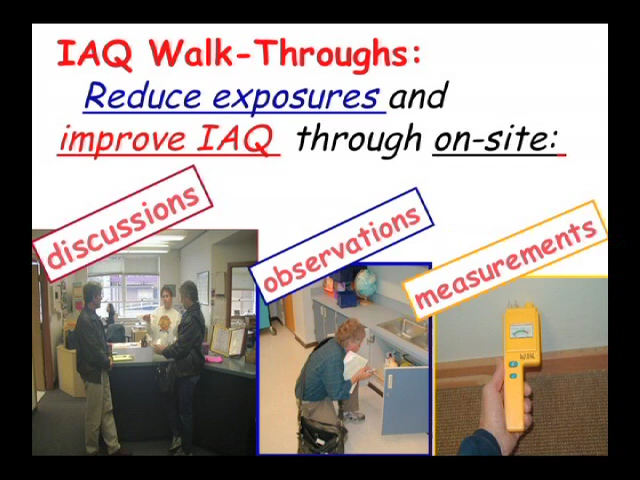 IAQ Walk-Throughs:
Reduce exposures and
improve IAQ through on-site:
discussions
observations
measurements